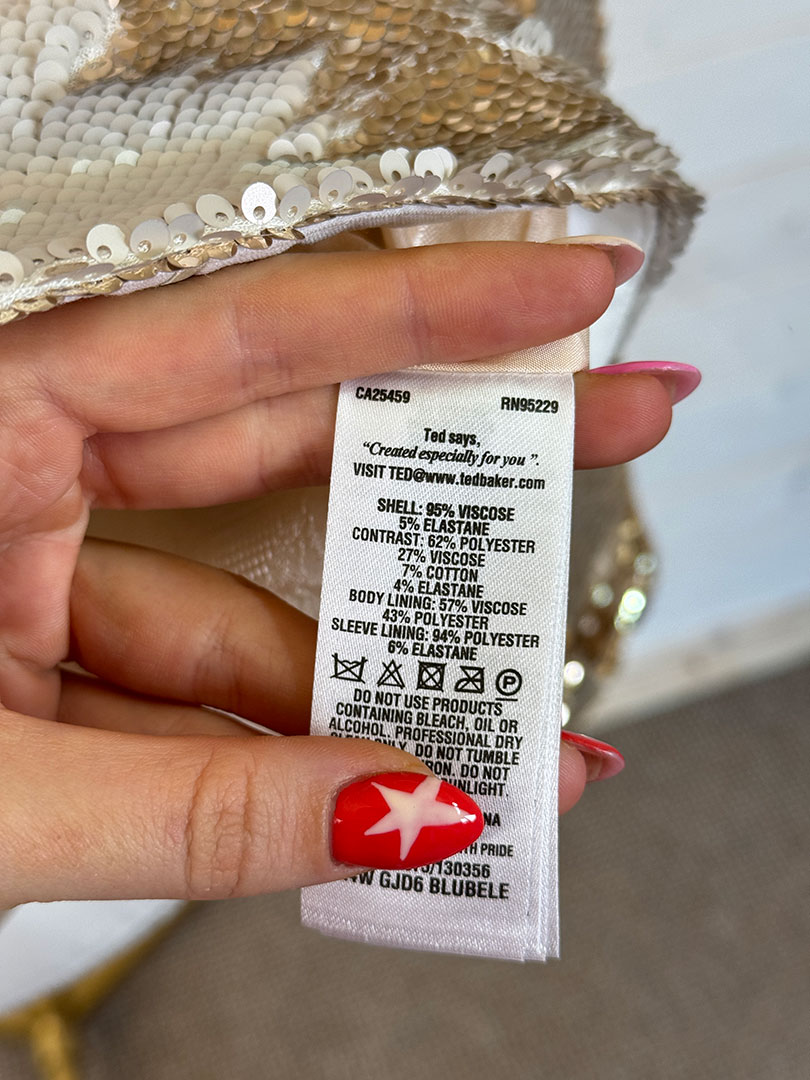 CA25459
RN95229
Ted says,
“Created especially for you ”.
VISIT TED@www.tedbaker.com
SHELL: 95% VISCOSE
5% ELASTANE
CONTRAST: 62% POLYESTER
27% VISCOSE
7% COTTON
4% ELASTANE
BODY LINING: 57% VISCOSE
43% POLYESTER
SLEEVE LINING: 94% POLYESTER
6% ELASTANE
P
DO NOT USE PRODUCTS
CONTAINING BLEACH, OIL OR
ALCOHOL. PROFESSIONAL DRY
ONLY. DO NOT TUMBLE
DO NOT
PRIDE
/130356
GJD6 BLUBELE